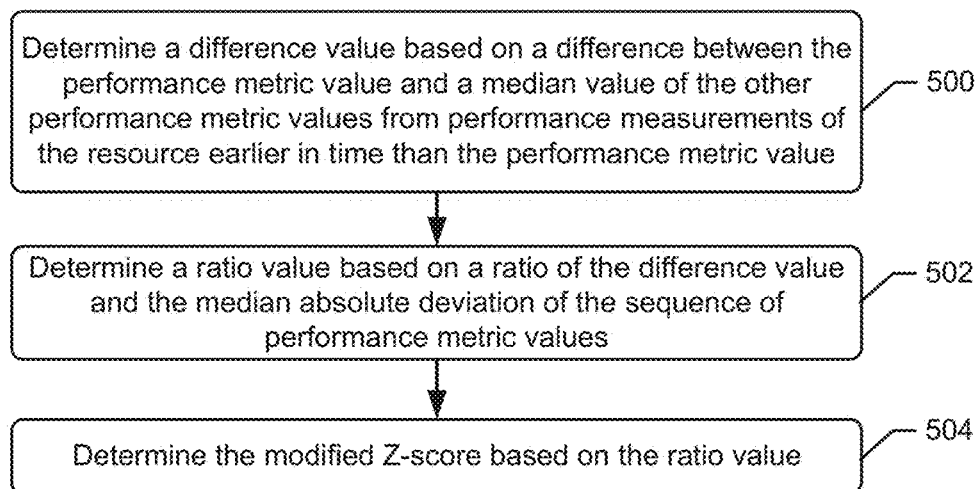 Determine a difference value based on a difference between the
performance metric value and a median value of the other
performance metric values from performance measurements of
the resource earlier in time than the performance metric value
500
Determine a ratio value based on a ratio of the difference value
and the median absolute deviation of the sequence of
performance metric values
502
Determine the modified Z-score based on the ratio value
504